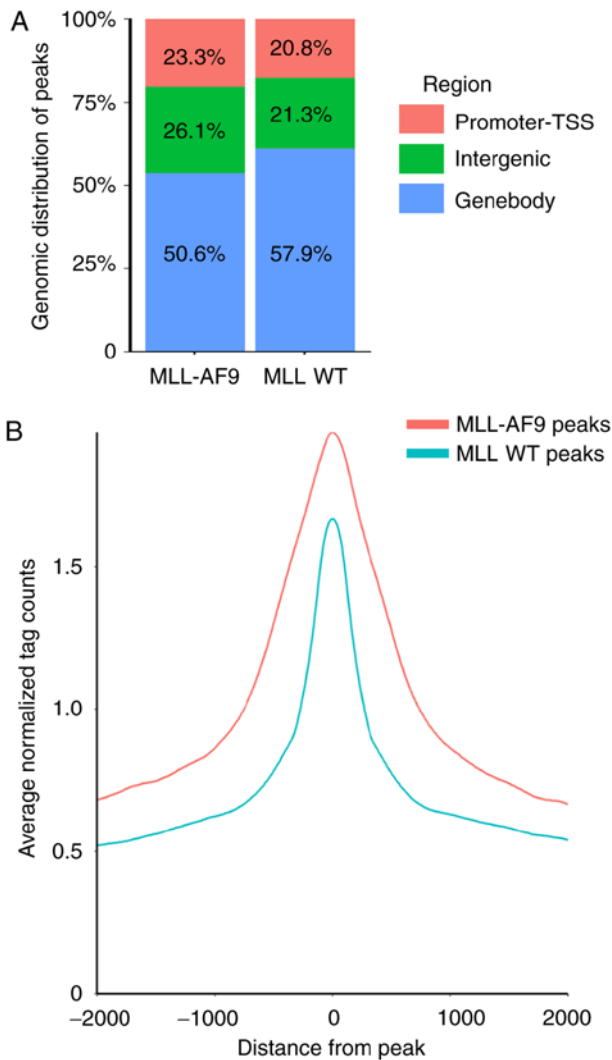 A
Genomic distribution of peaks
100%
75%
50%
25%
0
23.3%
26.1%
50.6%
20.8%
21.3%
57.9%
MLL-AF9
MLL WT
Region
Promoter-TSS
Intergenic
Genebody
B
MLL-AF9 peaks
MLL WT peaks
Average normalized tag counts
1.5
1.0
0.5
0
−2000
−1000
0
1000
2000
Distance from peak